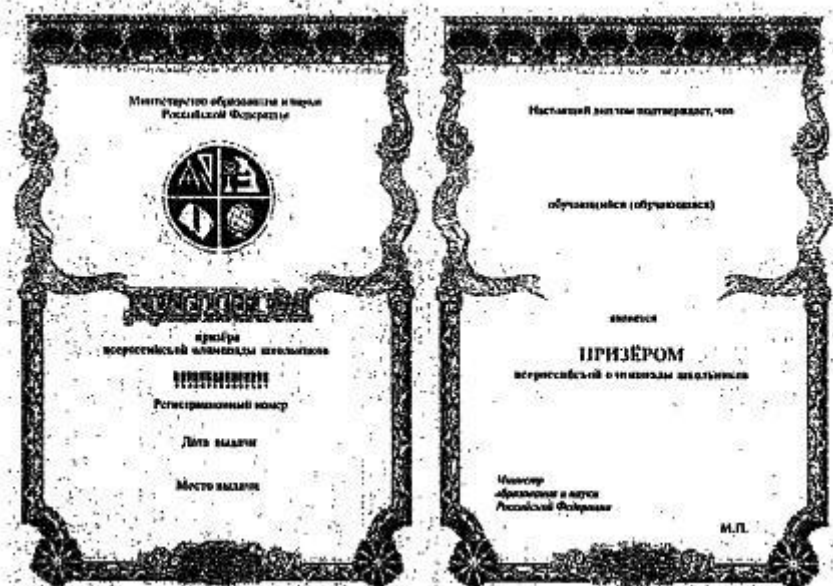 Министерство образования и науки
Российской Федерации
призёра
всероссийской олимпиады школьников
Регистрационный номер
Дата выдачи
Место выдачи
Настоящий диплом подтверждает, что
обучающийся (обучающаяся)
является
ПРИЗЁРОМ
всероссийской олимпиады школьников
Министр
образования и науки
Российской Федерации
М.П.